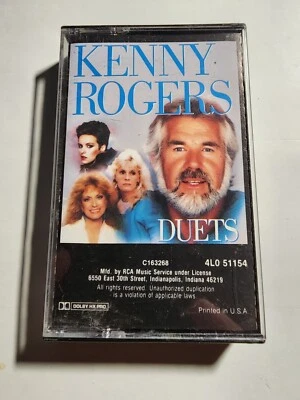 KENNY
ROGERS
DUETS
C163268
4L0 51154
Mfd. by RCA Music Service under License
6550 East 30th Street, Indianapolis, Indiana 46219
All rights reserved. Unauthorized duplication
is a violation of applicable laws
DOLBY HX PRO
Printed in U.S.A